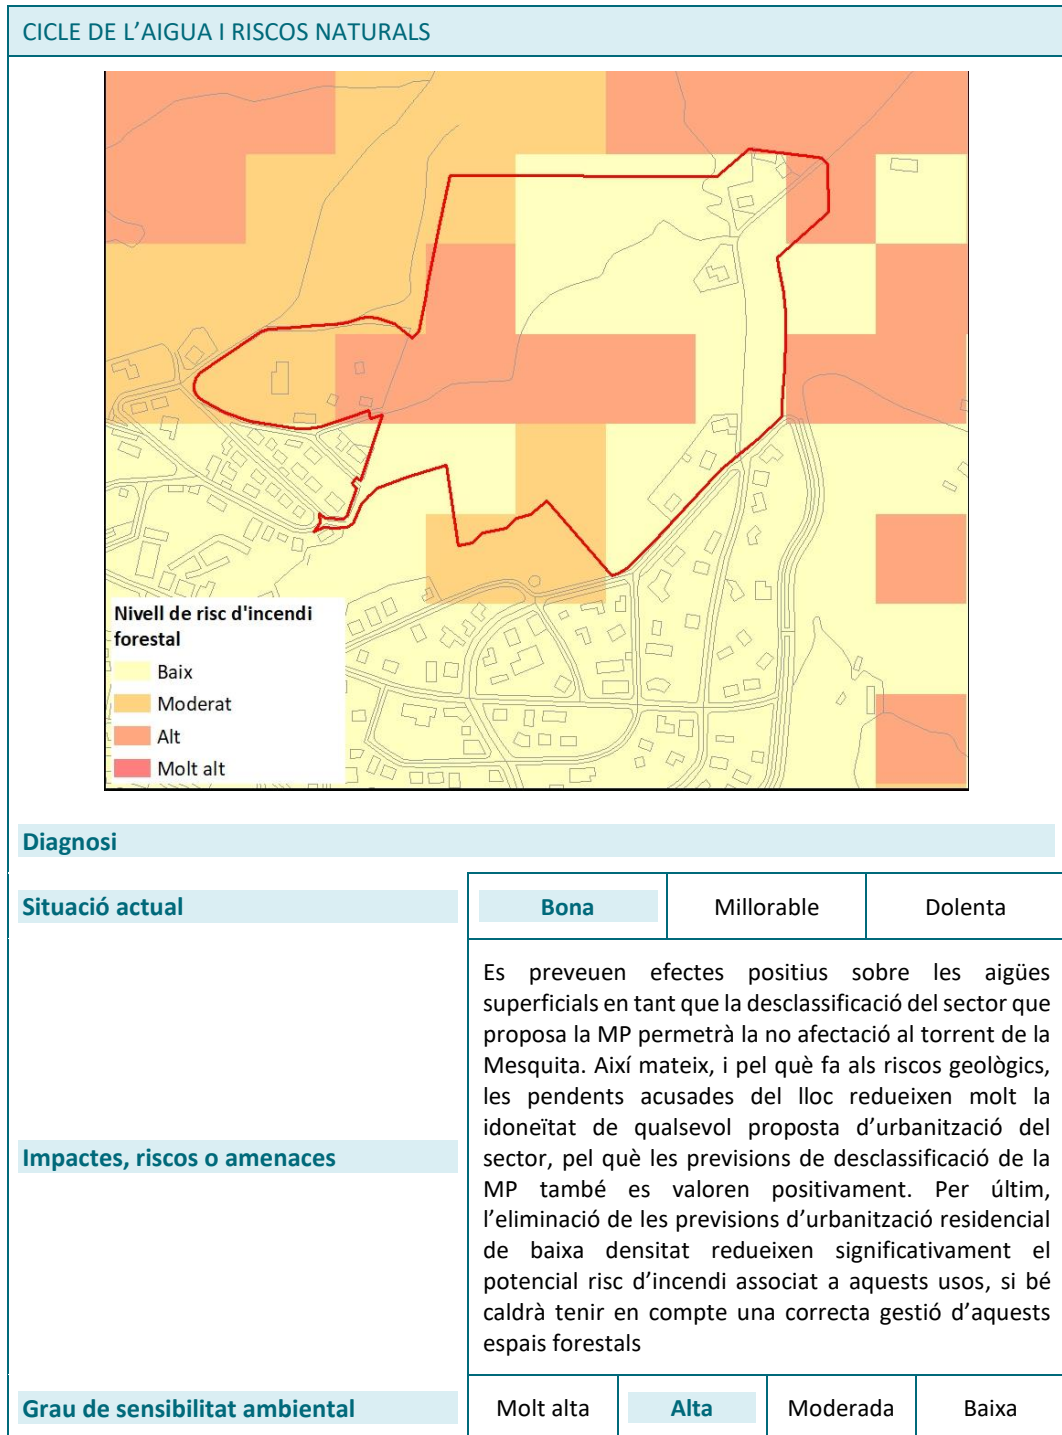 CICLE DE L’AIGUA I RISCOS NATURALS
Nivell de risc d'incendi
forestal
Baix
Moderat
Alt
Molt alt
Diagnosi
Situació actual
Bona
Millorable
Dolenta
Impactes, riscos o amenaces
Es preveuen efectes positius sobre les aigües
superficials en tant que la desclassificació del sector que
proposa la MP permetrà la no afectació al torrent de la
Mesquita. Així mateix, i pel què fa als riscos geològics,
les pendents acusades del lloc redueixen molt la
idoneïtat de qualsevol proposta d’urbanització del
sector, pel què les previsions de desclassificació de la
MP també es valoren positivament. Per últim,
l’eliminació de les previsions d’urbanització residencial
de baixa densitat redueixen significativament el
potencial risc d’incendi associat a aquests usos, si bé
caldrà tenir en compte una correcta gestió d’aquests
espais forestals
Grau de sensibilitat ambiental
Molt alta
Alta
Moderada
Baixa